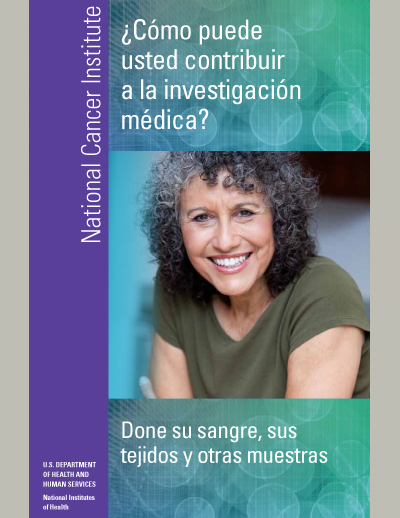 National Cancer Institute
¿Cómo puede
usted contribuir
a la investigación
médica?
Done su sangre, sus
tejidos y otras muestras
U.S. DEPARTMENT
OF HEALTH AND
HUMAN SERVICES
National Institutes
of Health